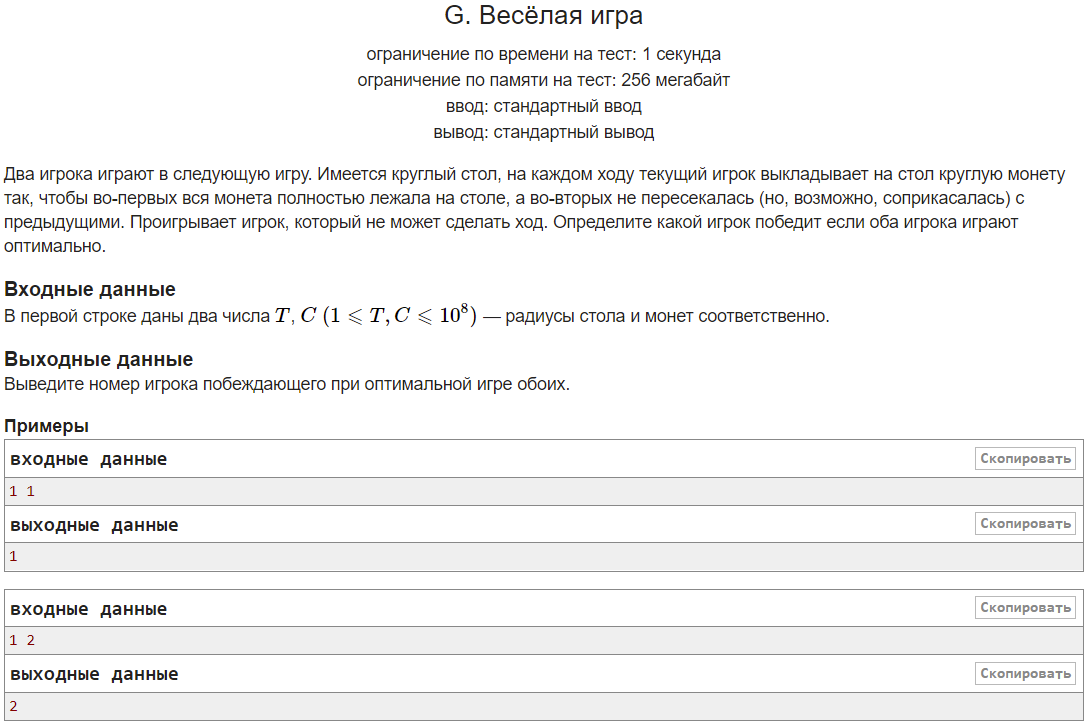 G. Весёлая игра
ограничение по времени на тест: 1 секунда
ограничение по памяти на тест: 256 мегабайт
ввод: стандартный ввод
вывод: стандартный вывод
Два игрока играют в следующую игру. Имеется круглый стол, на каждом ходу текущий игрок выкладывает на стол круглую монету
так, чтобы во-первых вся монета полностью лежала на столе, а во-вторых не пересекалась (но, возможно, соприкасалась) с
предыдущими. Проигрывает игрок, который не может сделать ход. Определите какой игрок победит если оба игрока играют
оптимально.
Входные данные
В первой строке даны два числа T, C (1 ⩽ T, C ⩽ 10⁸) — радиусы стола и монет соответственно.
Выходные данные
Выведите номер игрока побеждающего при оптимальной игре обоих.
Примеры
входные данные Скопировать
1 1
выходные данные Скопировать
1
входные данные Скопировать
1 2
выходные данные Скопировать
2